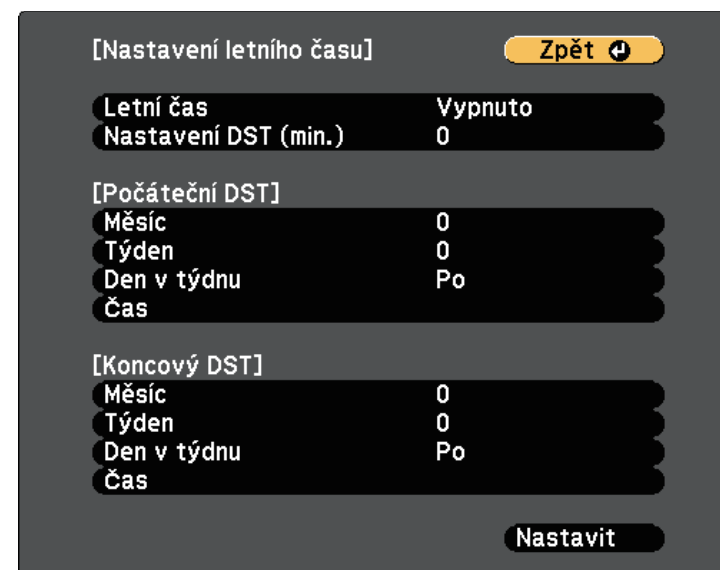 [Nastavení letního času] Zpět
Letní čas Vypnuto
Nastavení DST (min.) 0
[Počáteční DST]
Měsíc 0
Týden 0
Den v týdnu Po
Čas
[Koncový DST]
Měsíc 0
Týden 0
Den v týdnu Po
Čas
Nastavit